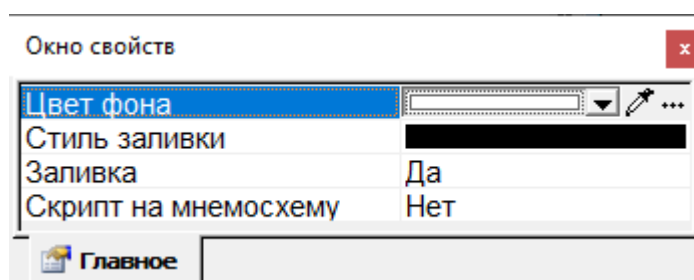 Окно свойств
x
Цвет фона ...
Стиль заливки
Заливка Да
Скрипт на мнемосхему Нет
Главное